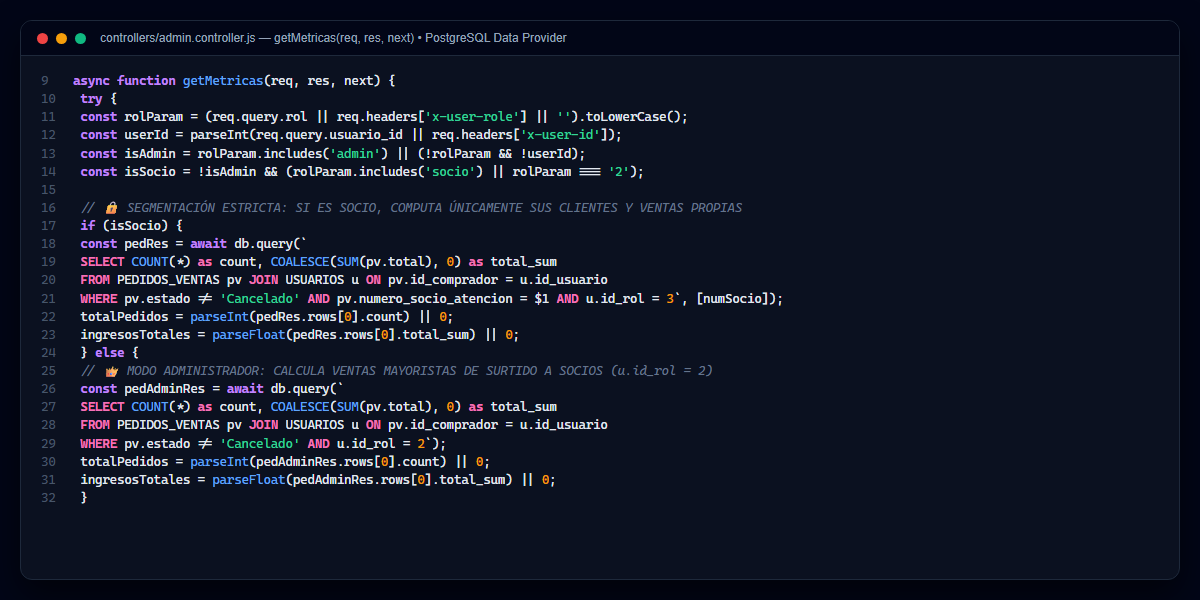 controllers/admin.controller.js — getMetricas(req, res, next) • PostgreSQL Data Provider
9 async function getMetricas(req, res, next) {
10 try {
11 const rolParam = (req.query.rol || req.headers['x-user-role'] || '').toLowerCase();
12 const userId = parseInt(req.query.usuario_id || req.headers['x-user-id']);
13 const isAdmin = rolParam.includes('admin') || (!rolParam && !userId);
14 const isSocio = !isAdmin && (rolParam.includes('socio') || rolParam === '2');
15
16 // 🔒 SEGMENTACIÓN ESTRICTA: SI ES SOCIO, COMPUTA ÚNICAMENTE SUS CLIENTES Y VENTAS PROPIAS
17 if (isSocio) {
18 const pedRes = await db.query(`
19 SELECT COUNT(*) as count, COALESCE(SUM(pv.total), 0) as total_sum
20 FROM PEDIDOS_VENTAS pv JOIN USUARIOS u ON pv.id_comprador = u.id_usuario
21 WHERE pv.estado != 'Cancelado' AND pv.numero_socio_atencion = $1 AND u.id_rol = 3`, [numSocio]);
22 totalPedidos = parseInt(pedRes.rows[0].count) || 0;
23 ingresosTotales = parseFloat(pedRes.rows[0].total_sum) || 0;
24 } else {
25 // 👑 MODO ADMINISTRADOR: CALCULA VENTAS MAYORISTAS DE SURTIDO A SOCIOS (u.id_rol = 2)
26 const pedAdminRes = await db.query(`
27 SELECT COUNT(*) as count, COALESCE(SUM(pv.total), 0) as total_sum
28 FROM PEDIDOS_VENTAS pv JOIN USUARIOS u ON pv.id_comprador = u.id_usuario
29 WHERE pv.estado != 'Cancelado' AND u.id_rol = 2`);
30 totalPedidos = parseInt(pedAdminRes.rows[0].count) || 0;
31 ingresosTotales = parseFloat(pedAdminRes.rows[0].total_sum) || 0;
32 }